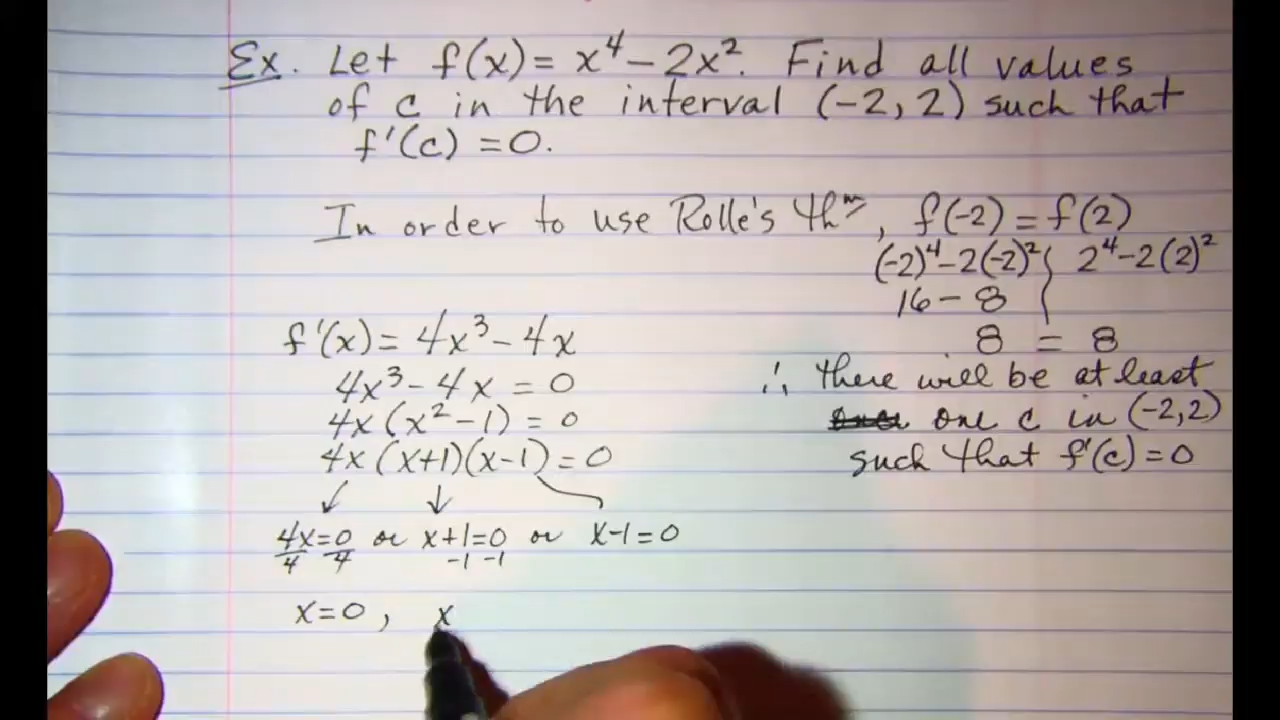 Ex. Let f(x) = x⁴ – 2x². Find all values
of c in the interval (-2, 2) such that
f'(c) = 0.
In order to use Rolle's thᵐ, f(-2) = f(2)
(-2)⁴ – 2(-2)² 2⁴ – 2(2)²
16 – 8
8 = 8
∴ there will be at least
one c in (-2, 2)
such that f'(c) = 0
f'(x) = 4x³ – 4x
4x³ – 4x = 0
4x(x² – 1) = 0
4x(x+1)(x-1) = 0
4x=0 or x+1=0 or x-1=0
4 4 -1 -1
x=0, x